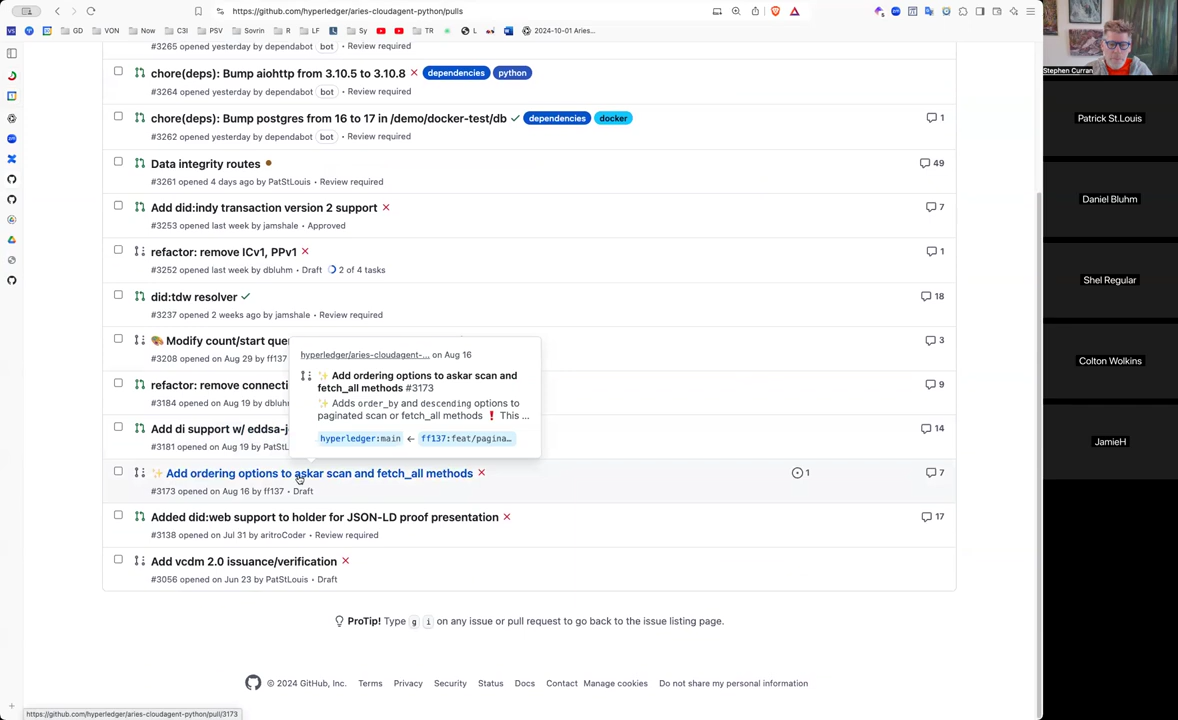 https://github.com/hyperledger/aries-cloudagent-python/pulls
GD
VON
Now
C3I
PSV
Sovrin
R
LF
L
Sy
TR
L
2024-10-01 Aries...
#3265 opened yesterday by dependabot bot • Review required
chore(deps): Bump aiohttp from 3.10.5 to 3.10.8 dependencies python
#3264 opened yesterday by dependabot bot • Review required
chore(deps): Bump postgres from 16 to 17 in /demo/docker-test/db dependencies docker 1
#3262 opened yesterday by dependabot bot • Review required
Data integrity routes 49
#3261 opened 4 days ago by PatStLouis • Review required
Add did:indy transaction version 2 support 7
#3253 opened last week by jamshale • Approved
refactor: remove ICv1, PPv1 1
#3252 opened last week by dbluhm • Draft 2 of 4 tasks
did:tdw resolver 18
#3237 opened 2 weeks ago by jamshale • Review required
Modify count/start quer 3
#3208 opened on Aug 29 by ff137
refactor: remove connecti 9
#3184 opened on Aug 19 by dbluh
Add di support w/ eddsa-j 14
#3181 opened on Aug 19 by PatS
hyperledger/aries-cloudagent-... on Aug 16
✨ Add ordering options to askar scan and
fetch_all methods #3173
✨ Adds order_by and descending options to
paginated scan or fetch_all methods ❗ This ...
hyperledger:main ← ff137:feat/pagina...
✨ Add ordering options to askar scan and fetch_all methods 1 7
#3173 opened on Aug 16 by ff137 • Draft
Added did:web support to holder for JSON-LD proof presentation 17
#3138 opened on Jul 31 by aritroCoder • Review required
Add vcdm 2.0 issuance/verification
#3056 opened on Jun 23 by PatStLouis • Draft
ProTip! Type g i on any issue or pull request to go back to the issue listing page.
© 2024 GitHub, Inc. Terms Privacy Security Status Docs Contact Manage cookies Do not share my personal information
https://github.com/hyperledger/aries-cloudagent-python/pull/3173
Stephen Curran
Patrick St.Louis
Daniel Bluhm
Shel Regular
Colton Wolkins
JamieH